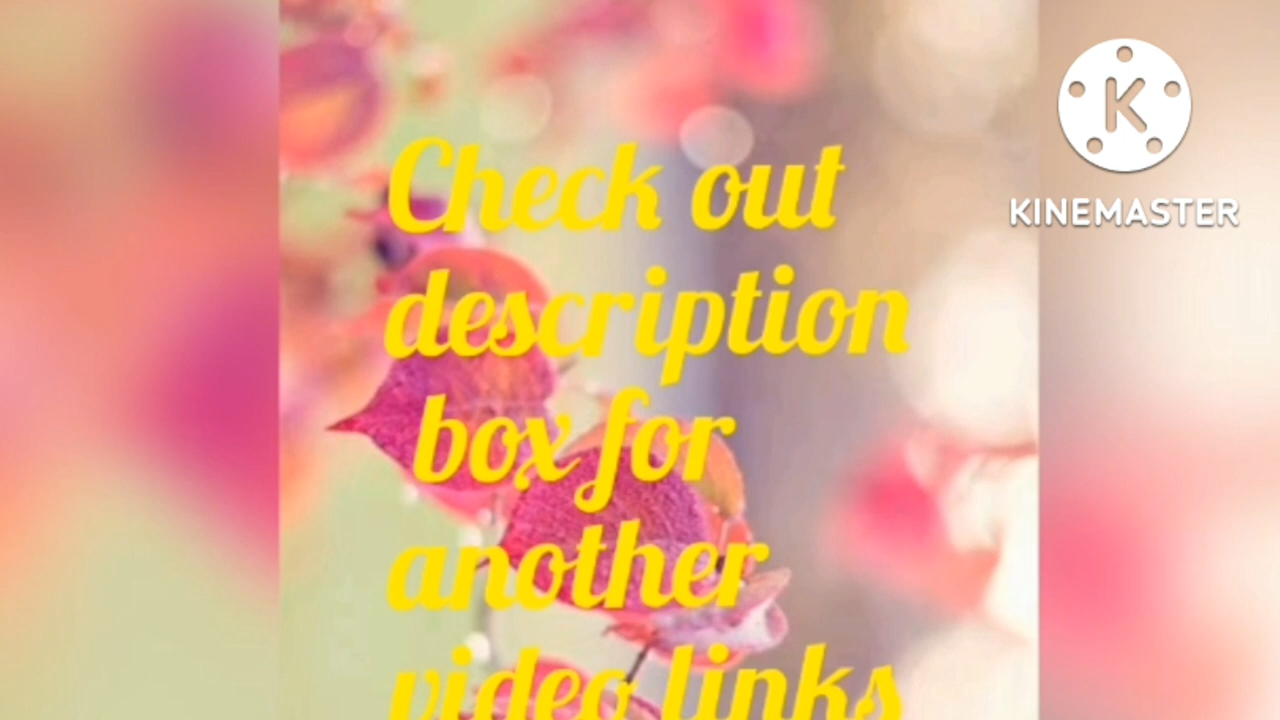 Check out
description
box for
another
video links
K
KINEMASTER